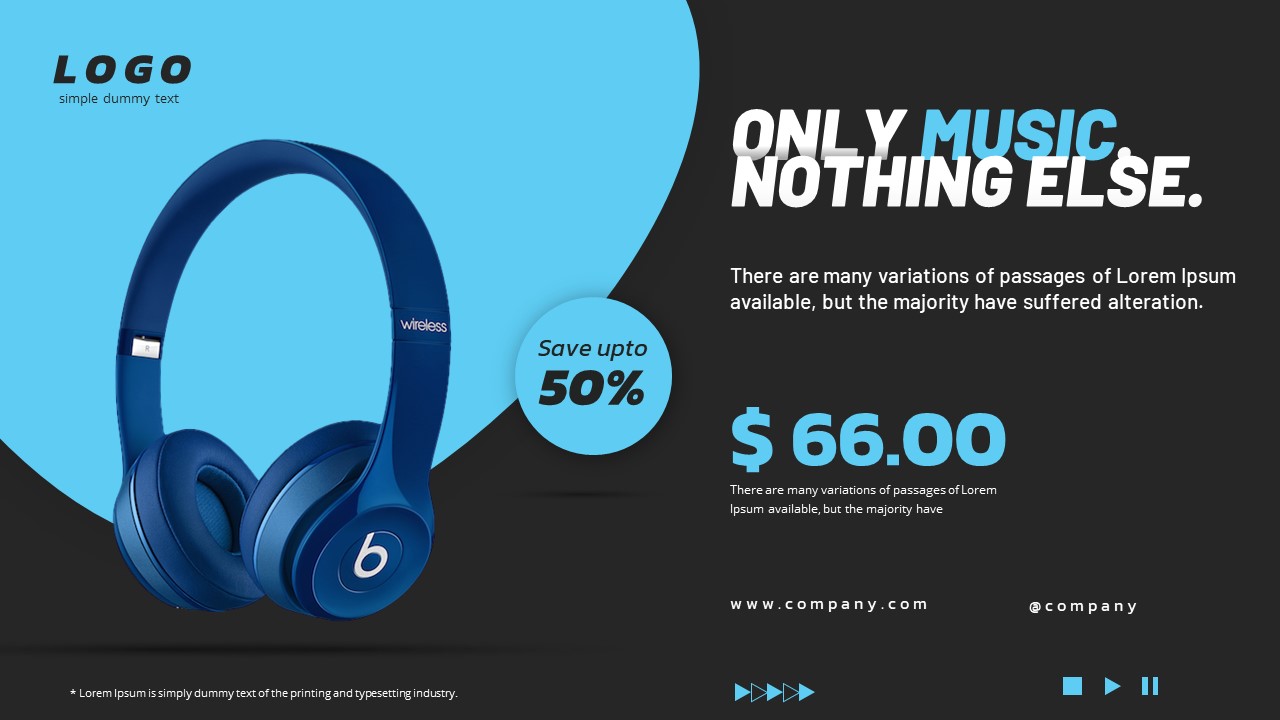 LOGO
simple dummy text
ONLY MUSIC.
NOTHING ELSE.
There are many variations of passages of Lorem Ipsum
available, but the majority have suffered alteration.
wireless
Save upto
50%
$ 66.00
There are many variations of passages of Lorem
Ipsum available, but the majority have
b
www.company.com
@company
* Lorem Ipsum is simply dummy text of the printing and typesetting industry.